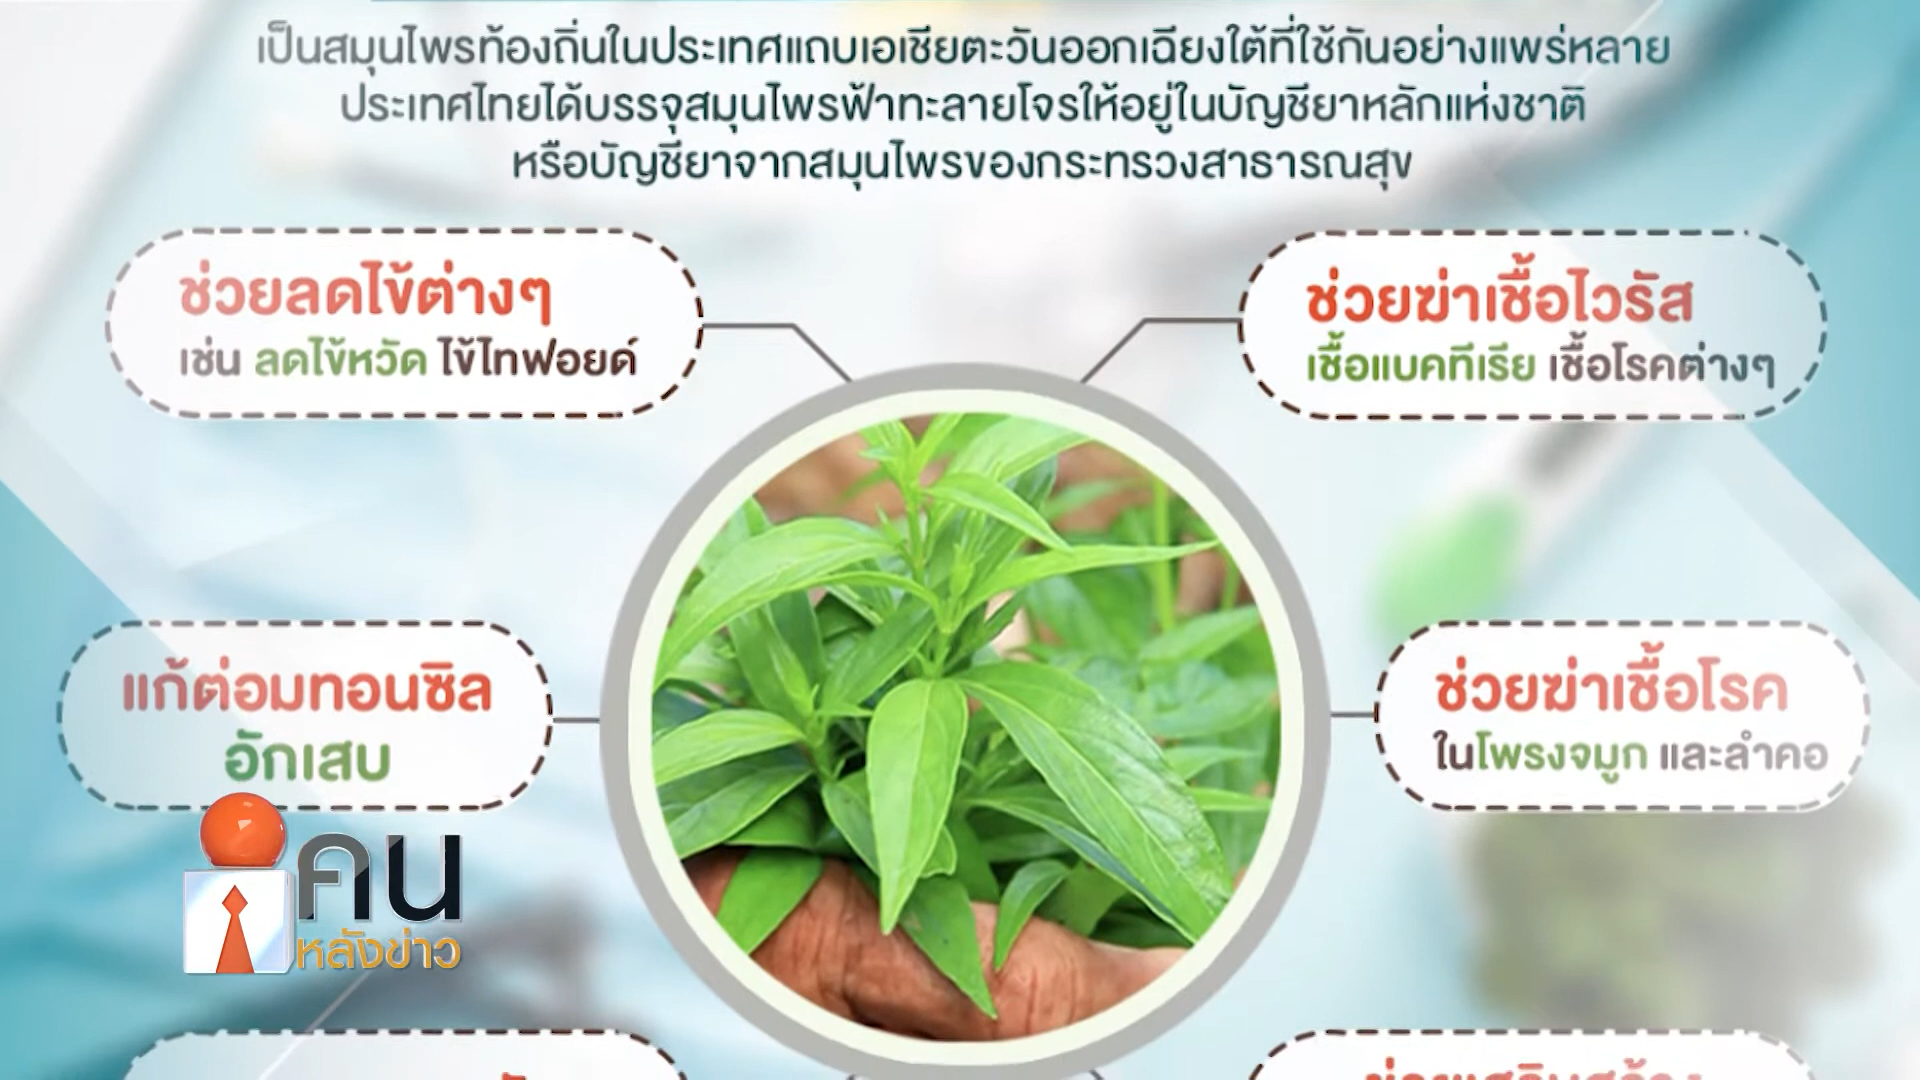 เป็นสมุนไพรท้องถิ่นในประเทศแถบเอเชียตะวันออกเฉียงใต้ที่ใช้กันอย่างแพร่หลาย
ประเทศไทยได้บรรจุสมุนไพรฟ้าทะลายโจรให้อยู่ในบัญชียาหลักแห่งชาติ
หรือบัญชียาจากสมุนไพรของกระทรวงสาธารณสุข
ช่วยลดไข้ต่างๆ
เช่น ลดไข้หวัด ไข้ไทฟอยด์
ช่วยฆ่าเชื้อไวรัส
เชื้อแบคทีเรีย เชื้อโรคต่างๆ
แก้ต่อมทอนซิล
อักเสบ
ช่วยฆ่าเชื้อโรค
ในโพรงจมูก และลำคอ
คน
หลังข่าว